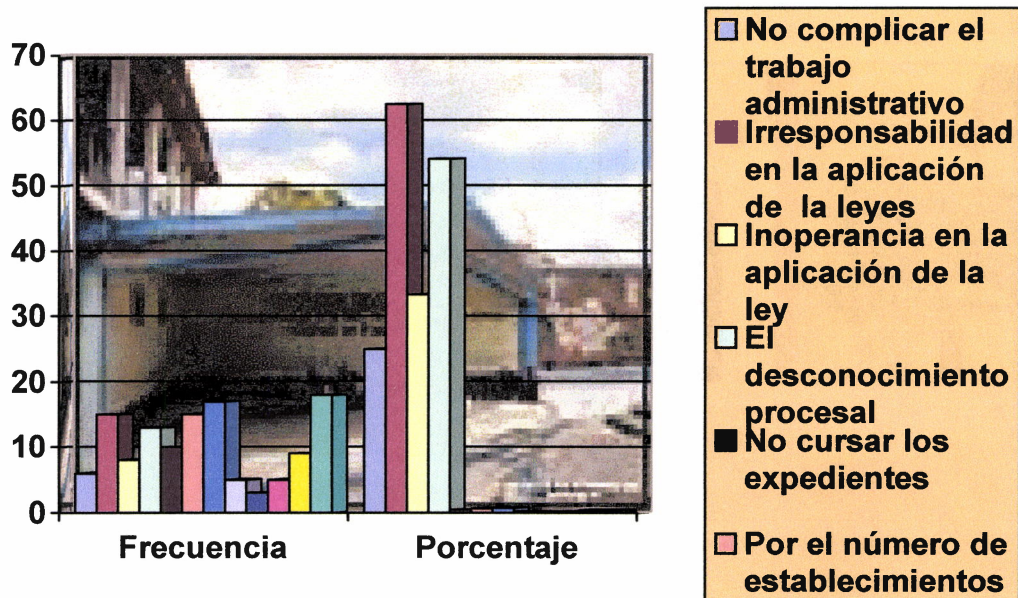 70
60
50
40
30
20
10
0
Frecuencia
Porcentaje
No complicar el
trabajo
administrativo
Irresponsabilidad
en la aplicación
de la leyes
Inoperancia en la
aplicación de la
ley
El
desconocimiento
procesal
No cursar los
expedientes
Por el número de
establecimientos